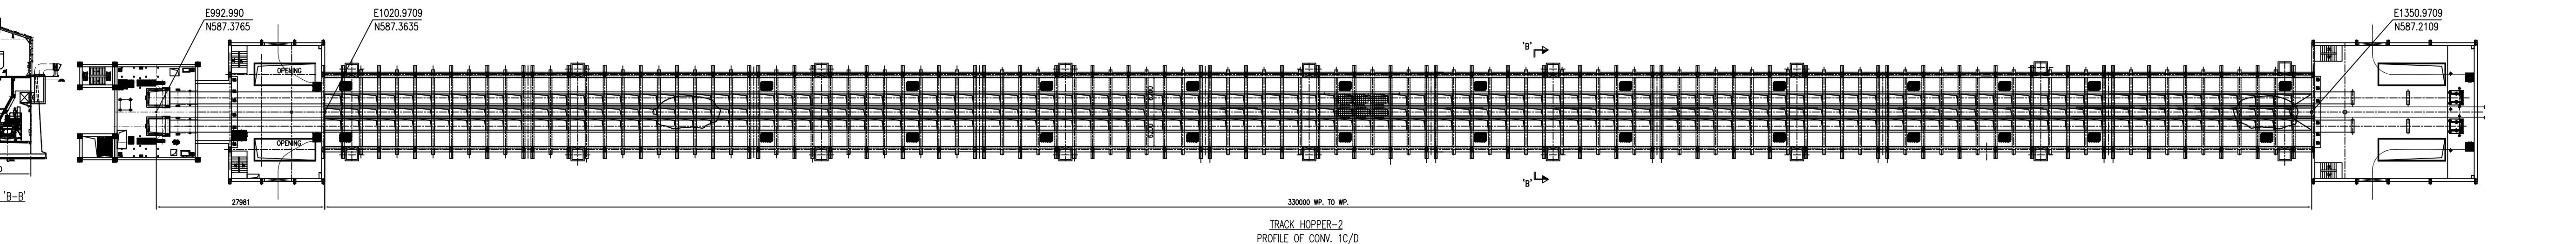 E992.990
N587.3765
E1020.9709
N587.3635
E1350.9709
N587.2109
'B'
OPENING
OPENING
'B'
'B-B'
27981
330000 WP. TO WP.
TRACK HOPPER-2
PROFILE OF CONV. 1C/D